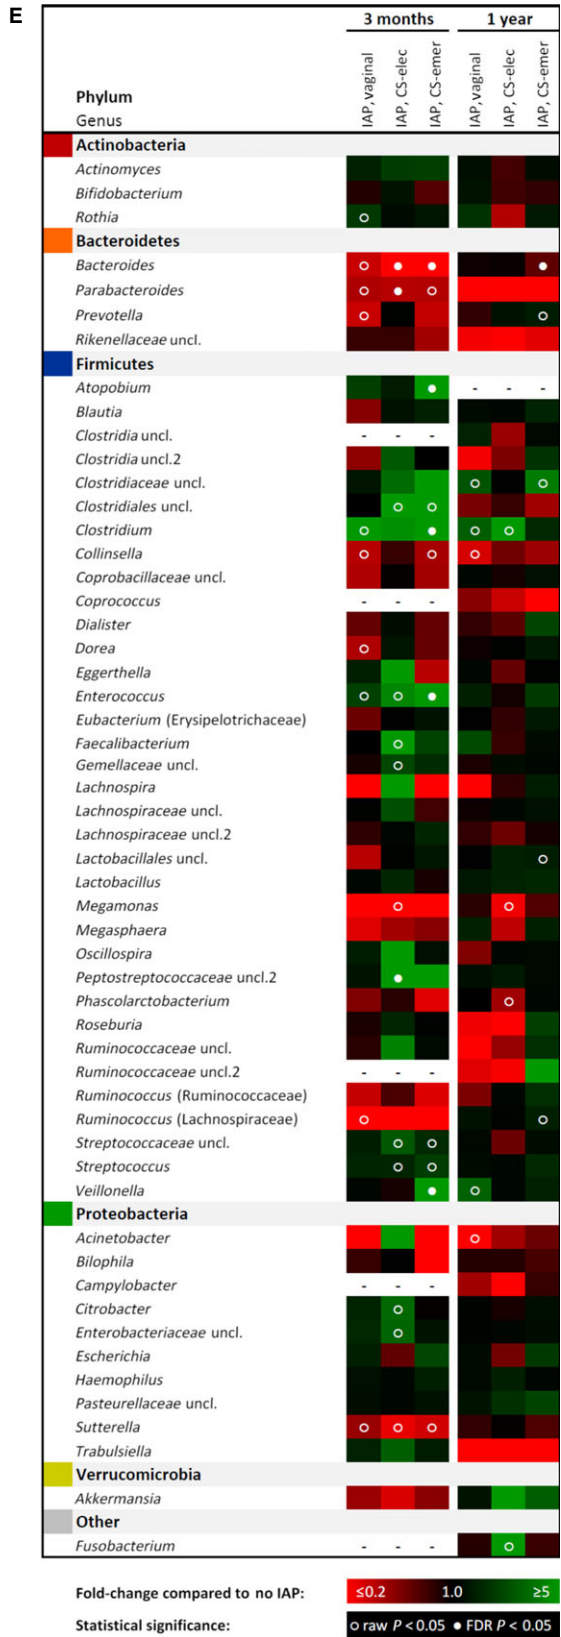 E
3 months 1 year
IAP, vaginal IAP, CS-elec IAP, CS-emer IAP, vaginal IAP, CS-elec IAP, CS-emer
Phylum
Genus
Actinobacteria
Actinomyces
Bifidobacterium
Rothia
Bacteroidetes
Bacteroides
Parabacteroides
Prevotella
Rikenellaceae uncl.
Firmicutes
Atopobium - - -
Blautia
Clostridia uncl. - - -
Clostridia uncl.2
Clostridiaceae uncl.
Clostridiales uncl.
Clostridium
Collinsella
Coprobacillaceae uncl.
Coprococcus - - -
Dialister
Dorea
Eggerthella
Enterococcus
Eubacterium (Erysipelotrichaceae)
Faecalibacterium
Gemellaceae uncl.
Lachnospira
Lachnospiraceae uncl.
Lachnospiraceae uncl.2
Lactobacillales uncl.
Lactobacillus
Megamonas
Megasphaera
Oscillospira
Peptostreptococcaceae uncl.2
Phascolarctobacterium
Roseburia
Ruminococcaceae uncl.
Ruminococcaceae uncl.2 - - -
Ruminococcus (Ruminococcaceae)
Ruminococcus (Lachnospiraceae)
Streptococcaceae uncl.
Streptococcus
Veillonella
Proteobacteria
Acinetobacter
Bilophila
Campylobacter - - -
Citrobacter
Enterobacteriaceae uncl.
Escherichia
Haemophilus
Pasteurellaceae uncl.
Sutterella
Trabulsiella
Verrucomicrobia
Akkermansia
Other
Fusobacterium - - -
Fold-change compared to no IAP: ≤0.2 1.0 ≥5
Statistical significance: ○ raw P < 0.05 ● FDR P < 0.05